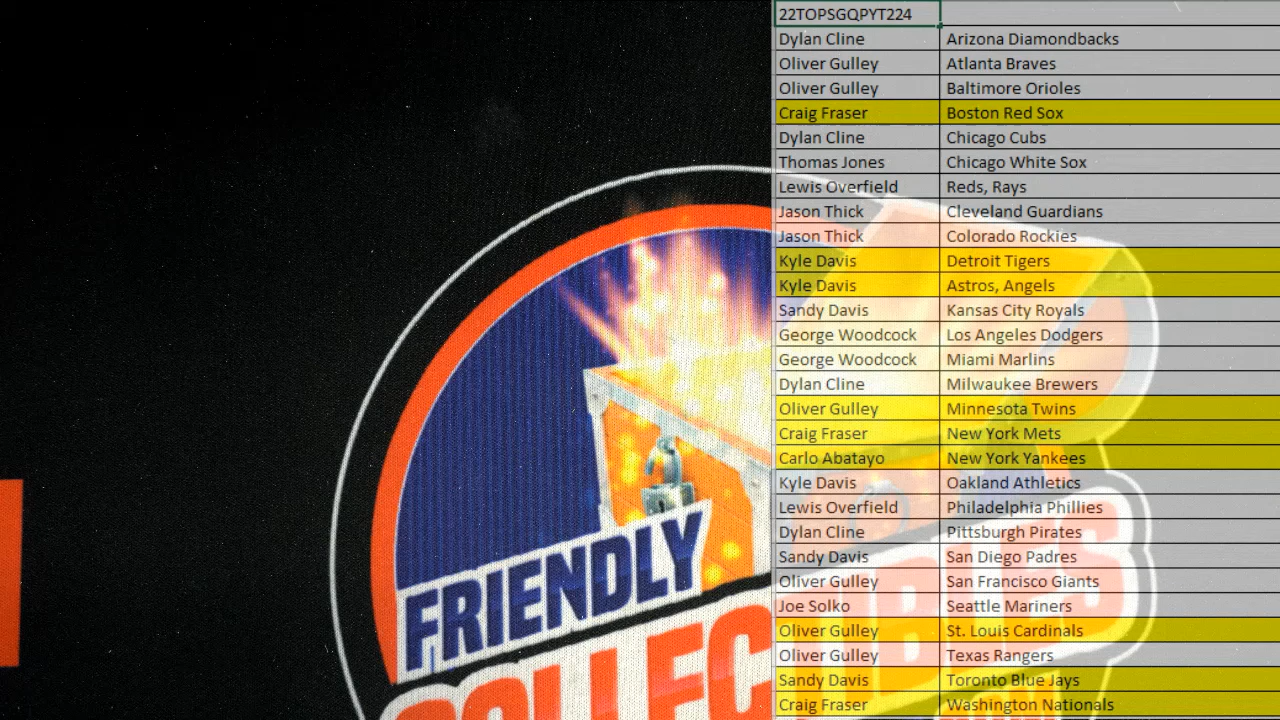 22TOPSGQPYT224
Dylan Cline Arizona Diamondbacks
Oliver Gulley Atlanta Braves
Oliver Gulley Baltimore Orioles
Craig Fraser Boston Red Sox
Dylan Cline Chicago Cubs
Thomas Jones Chicago White Sox
Lewis Overfield Reds, Rays
Jason Thick Cleveland Guardians
Jason Thick Colorado Rockies
Kyle Davis Detroit Tigers
Kyle Davis Astros, Angels
Sandy Davis Kansas City Royals
George Woodcock Los Angeles Dodgers
George Woodcock Miami Marlins
Dylan Cline Milwaukee Brewers
Oliver Gulley Minnesota Twins
Craig Fraser New York Mets
Carlo Abatayo New York Yankees
Kyle Davis Oakland Athletics
Lewis Overfield Philadelphia Phillies
Dylan Cline Pittsburgh Pirates
Sandy Davis San Diego Padres
Oliver Gulley San Francisco Giants
Joe Solko Seattle Mariners
Oliver Gulley St. Louis Cardinals
Oliver Gulley Texas Rangers
Sandy Davis Toronto Blue Jays
Craig Fraser Washington Nationals
FRIENDLY
COLLECTIBLES